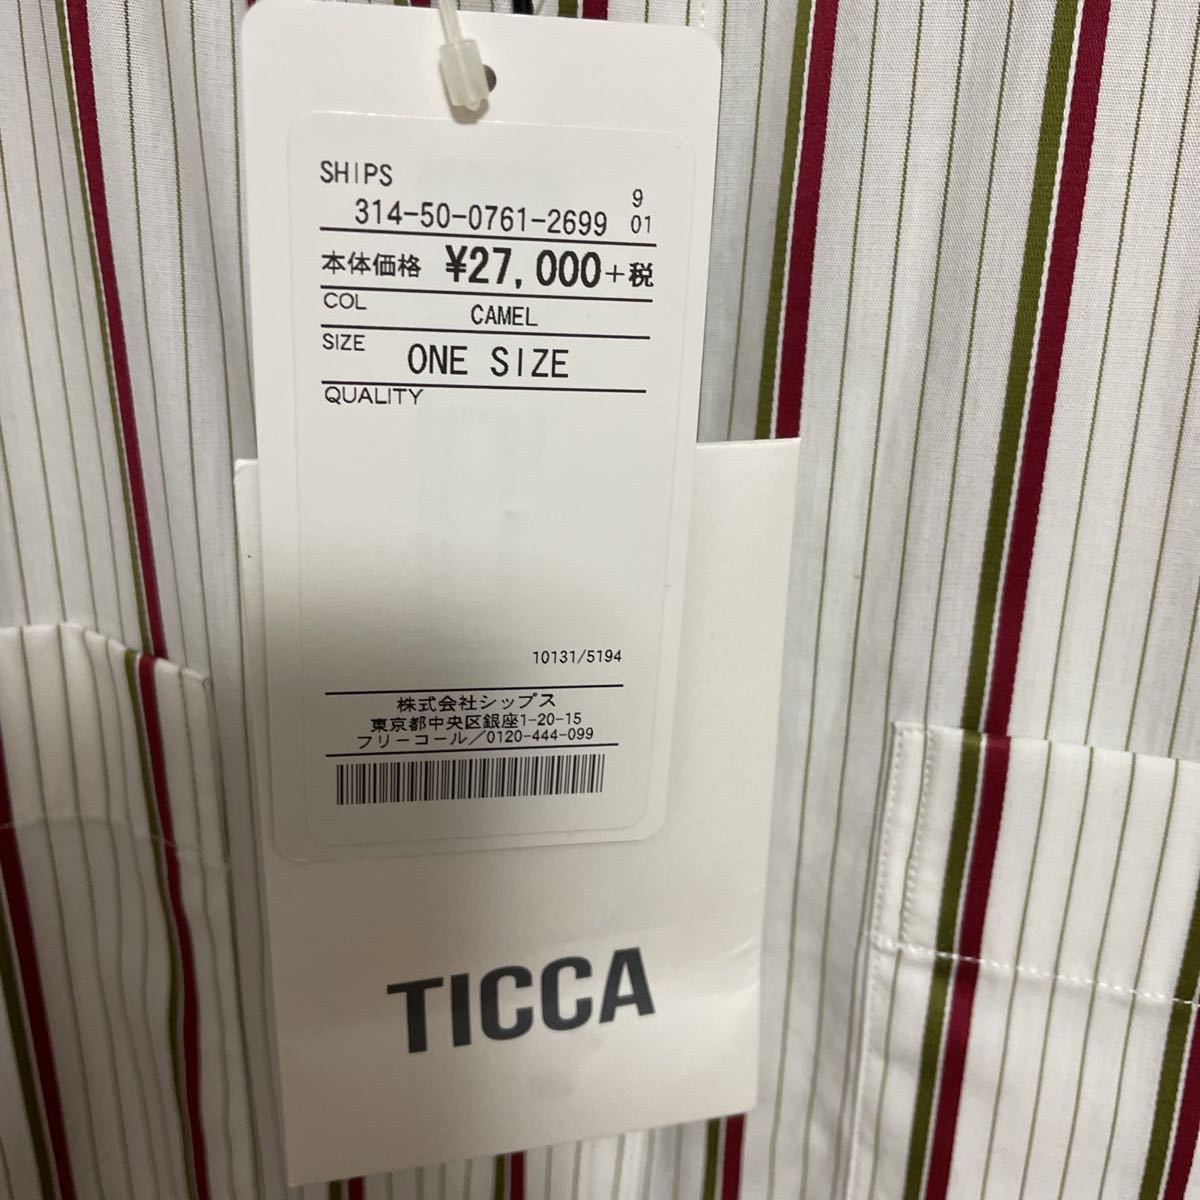 SHIPS
314-50-0761-2699 9 01
本体価格 ¥27,000+税
COL CAMEL
SIZE ONE SIZE
QUALITY
10131/5194
株式会社シップス
東京都中央区銀座1-20-15
フリーコール/0120-444-099
TICCA